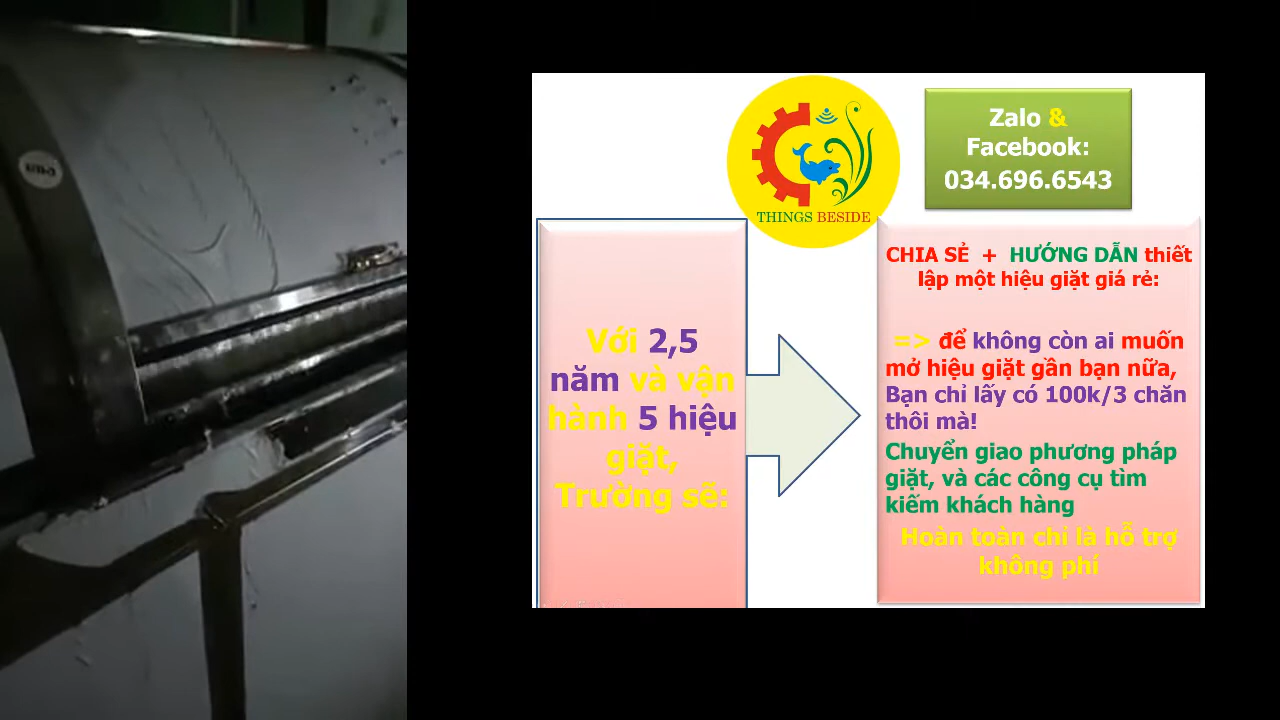 THINGS BESIDE
Zalo &
Facebook:
034.696.6543
Với 2,5
năm và vận
hành 5 hiệu
giặt,
Trường sẽ:
CHIA SẺ + HƯỚNG DẪN thiết
lập một hiệu giặt giá rẻ:
=> để không còn ai muốn
mở hiệu giặt gần bạn nữa,
Bạn chỉ lấy có 100k/3 chăn
thôi mà!
Chuyển giao phương pháp
giặt, và các công cụ tìm
kiếm khách hàng
Hoàn toàn chỉ là hỗ trợ
không phí